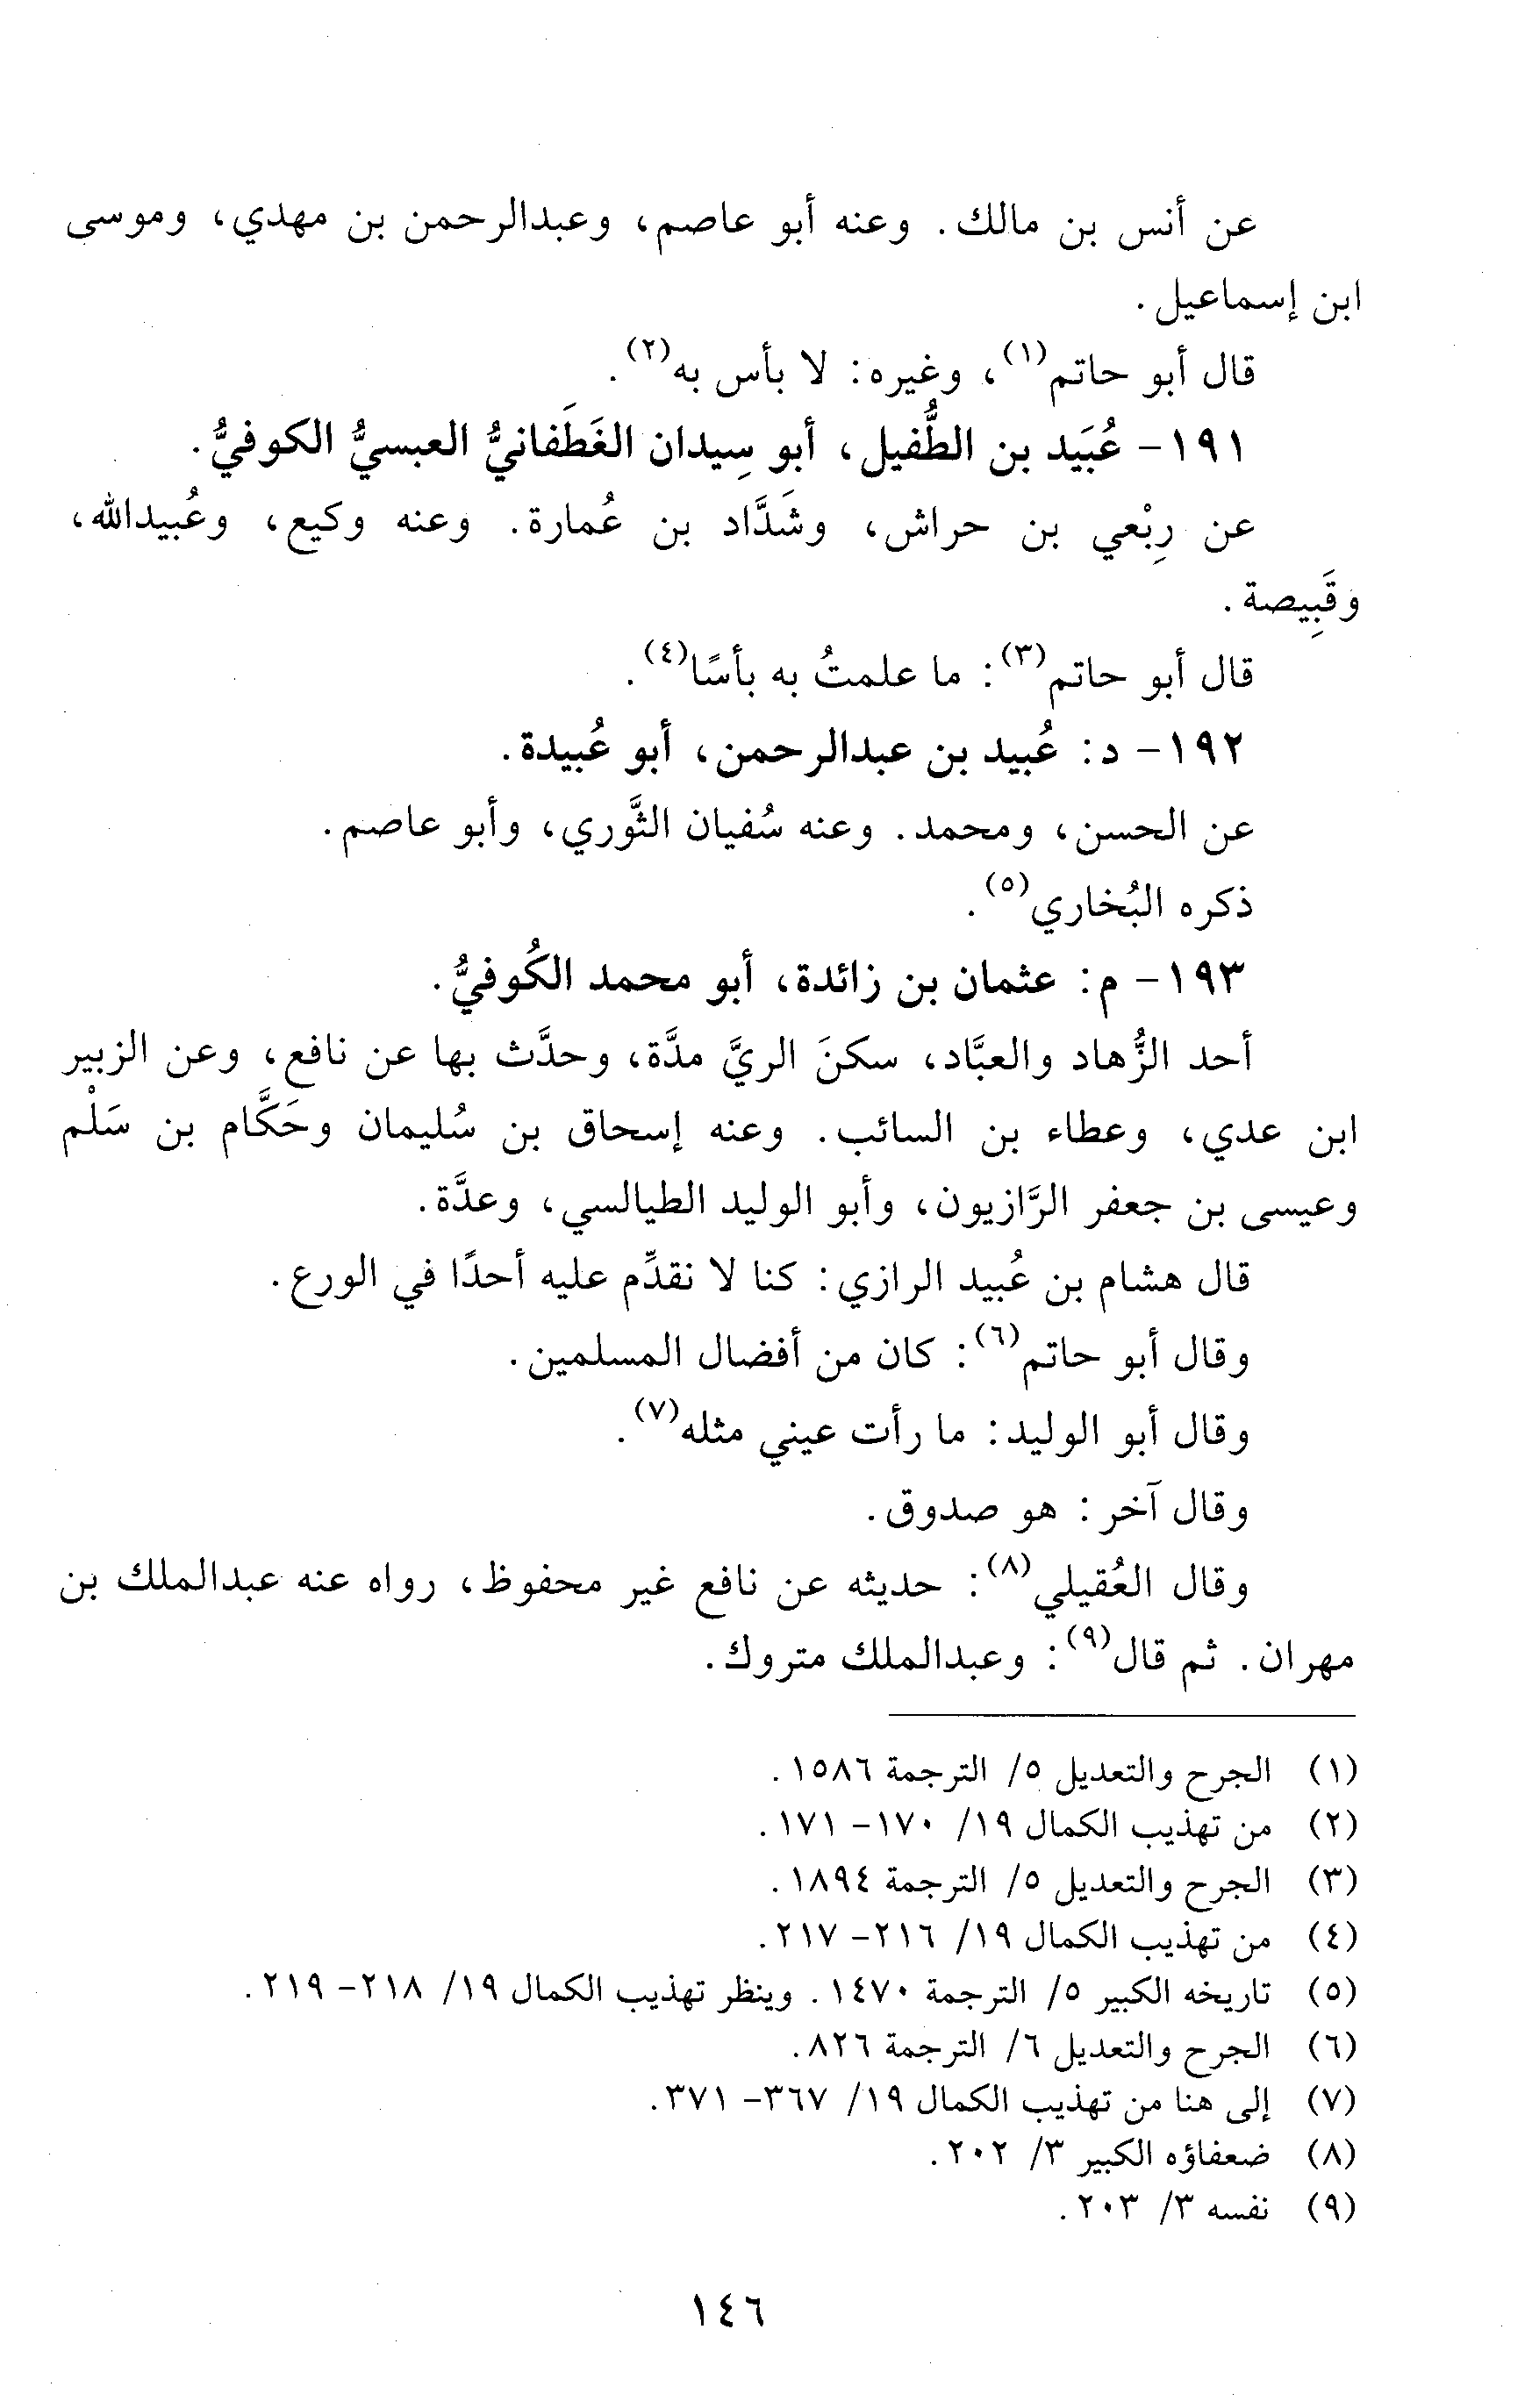 عن أنس بن مالك. وعنه أبو عاصم، وعبدالرحمن بن مهدي، وموسى
ابن إسماعيل.
قال أبو حاتم(١)، وغيره: لا بأس به(٢).
١٩١- عُبَيد بن الطُّفيل، أبو سِيدان الغَطَفانيُّ العبسيُّ الكوفيُّ.
عن رِبْعي بن حراش، وشَدَّاد بن عُمارة. وعنه وكيع، وعُبيدالله،
وقَبِيصة.
قال أبو حاتم(٣): ما علمتُ به بأسًا(٤).
١٩٢- د: عُبيد بن عبدالرحمن، أبو عُبيدة.
عن الحسن، ومحمد. وعنه سُفيان الثَّوري، وأبو عاصم.
ذكره البُخاري(٥).
١٩٣- م: عثمان بن زائدة، أبو محمد الكُوفيُّ.
أحد الزُّهاد والعبَّاد، سكنَ الريَّ مدَّة، وحدَّث بها عن نافع، وعن الزبير
ابن عدي، وعطاء بن السائب. وعنه إسحاق بن سُليمان وحَكَّام بن سَلْم
وعيسى بن جعفر الرَّازيون، وأبو الوليد الطيالسي، وعدَّة.
قال هشام بن عُبيد الرازي: كنا لا نقدِّم عليه أحدًا في الورع.
وقال أبو حاتم(٦): كان من أفضال المسلمين.
وقال أبو الوليد: ما رأت عيني مثله(٧).
وقال آخر: هو صدوق.
وقال العُقيلي(٨): حديثه عن نافع غير محفوظ، رواه عنه عبدالملك بن
مهران. ثم قال(٩): وعبدالملك متروك.
(١) الجرح والتعديل ٥/ الترجمة ١٥٨٦.
(٢) من تهذيب الكمال ١٩/ ١٧٠- ١٧١.
(٣) الجرح والتعديل ٥/ الترجمة ١٨٩٤.
(٤) من تهذيب الكمال ١٩/ ٢١٦- ٢١٧.
(٥) تاريخه الكبير ٥/ الترجمة ١٤٧٠. وينظر تهذيب الكمال ١٩/ ٢١٨- ٢١٩.
(٦) الجرح والتعديل ٦/ الترجمة ٨٢٦.
(٧) إلى هنا من تهذيب الكمال ١٩/ ٣٦٧- ٣٧١.
(٨) ضعفاؤه الكبير ٣/ ٢٠٢.
(٩) نفسه ٣/ ٢٠٣.
١٤٦